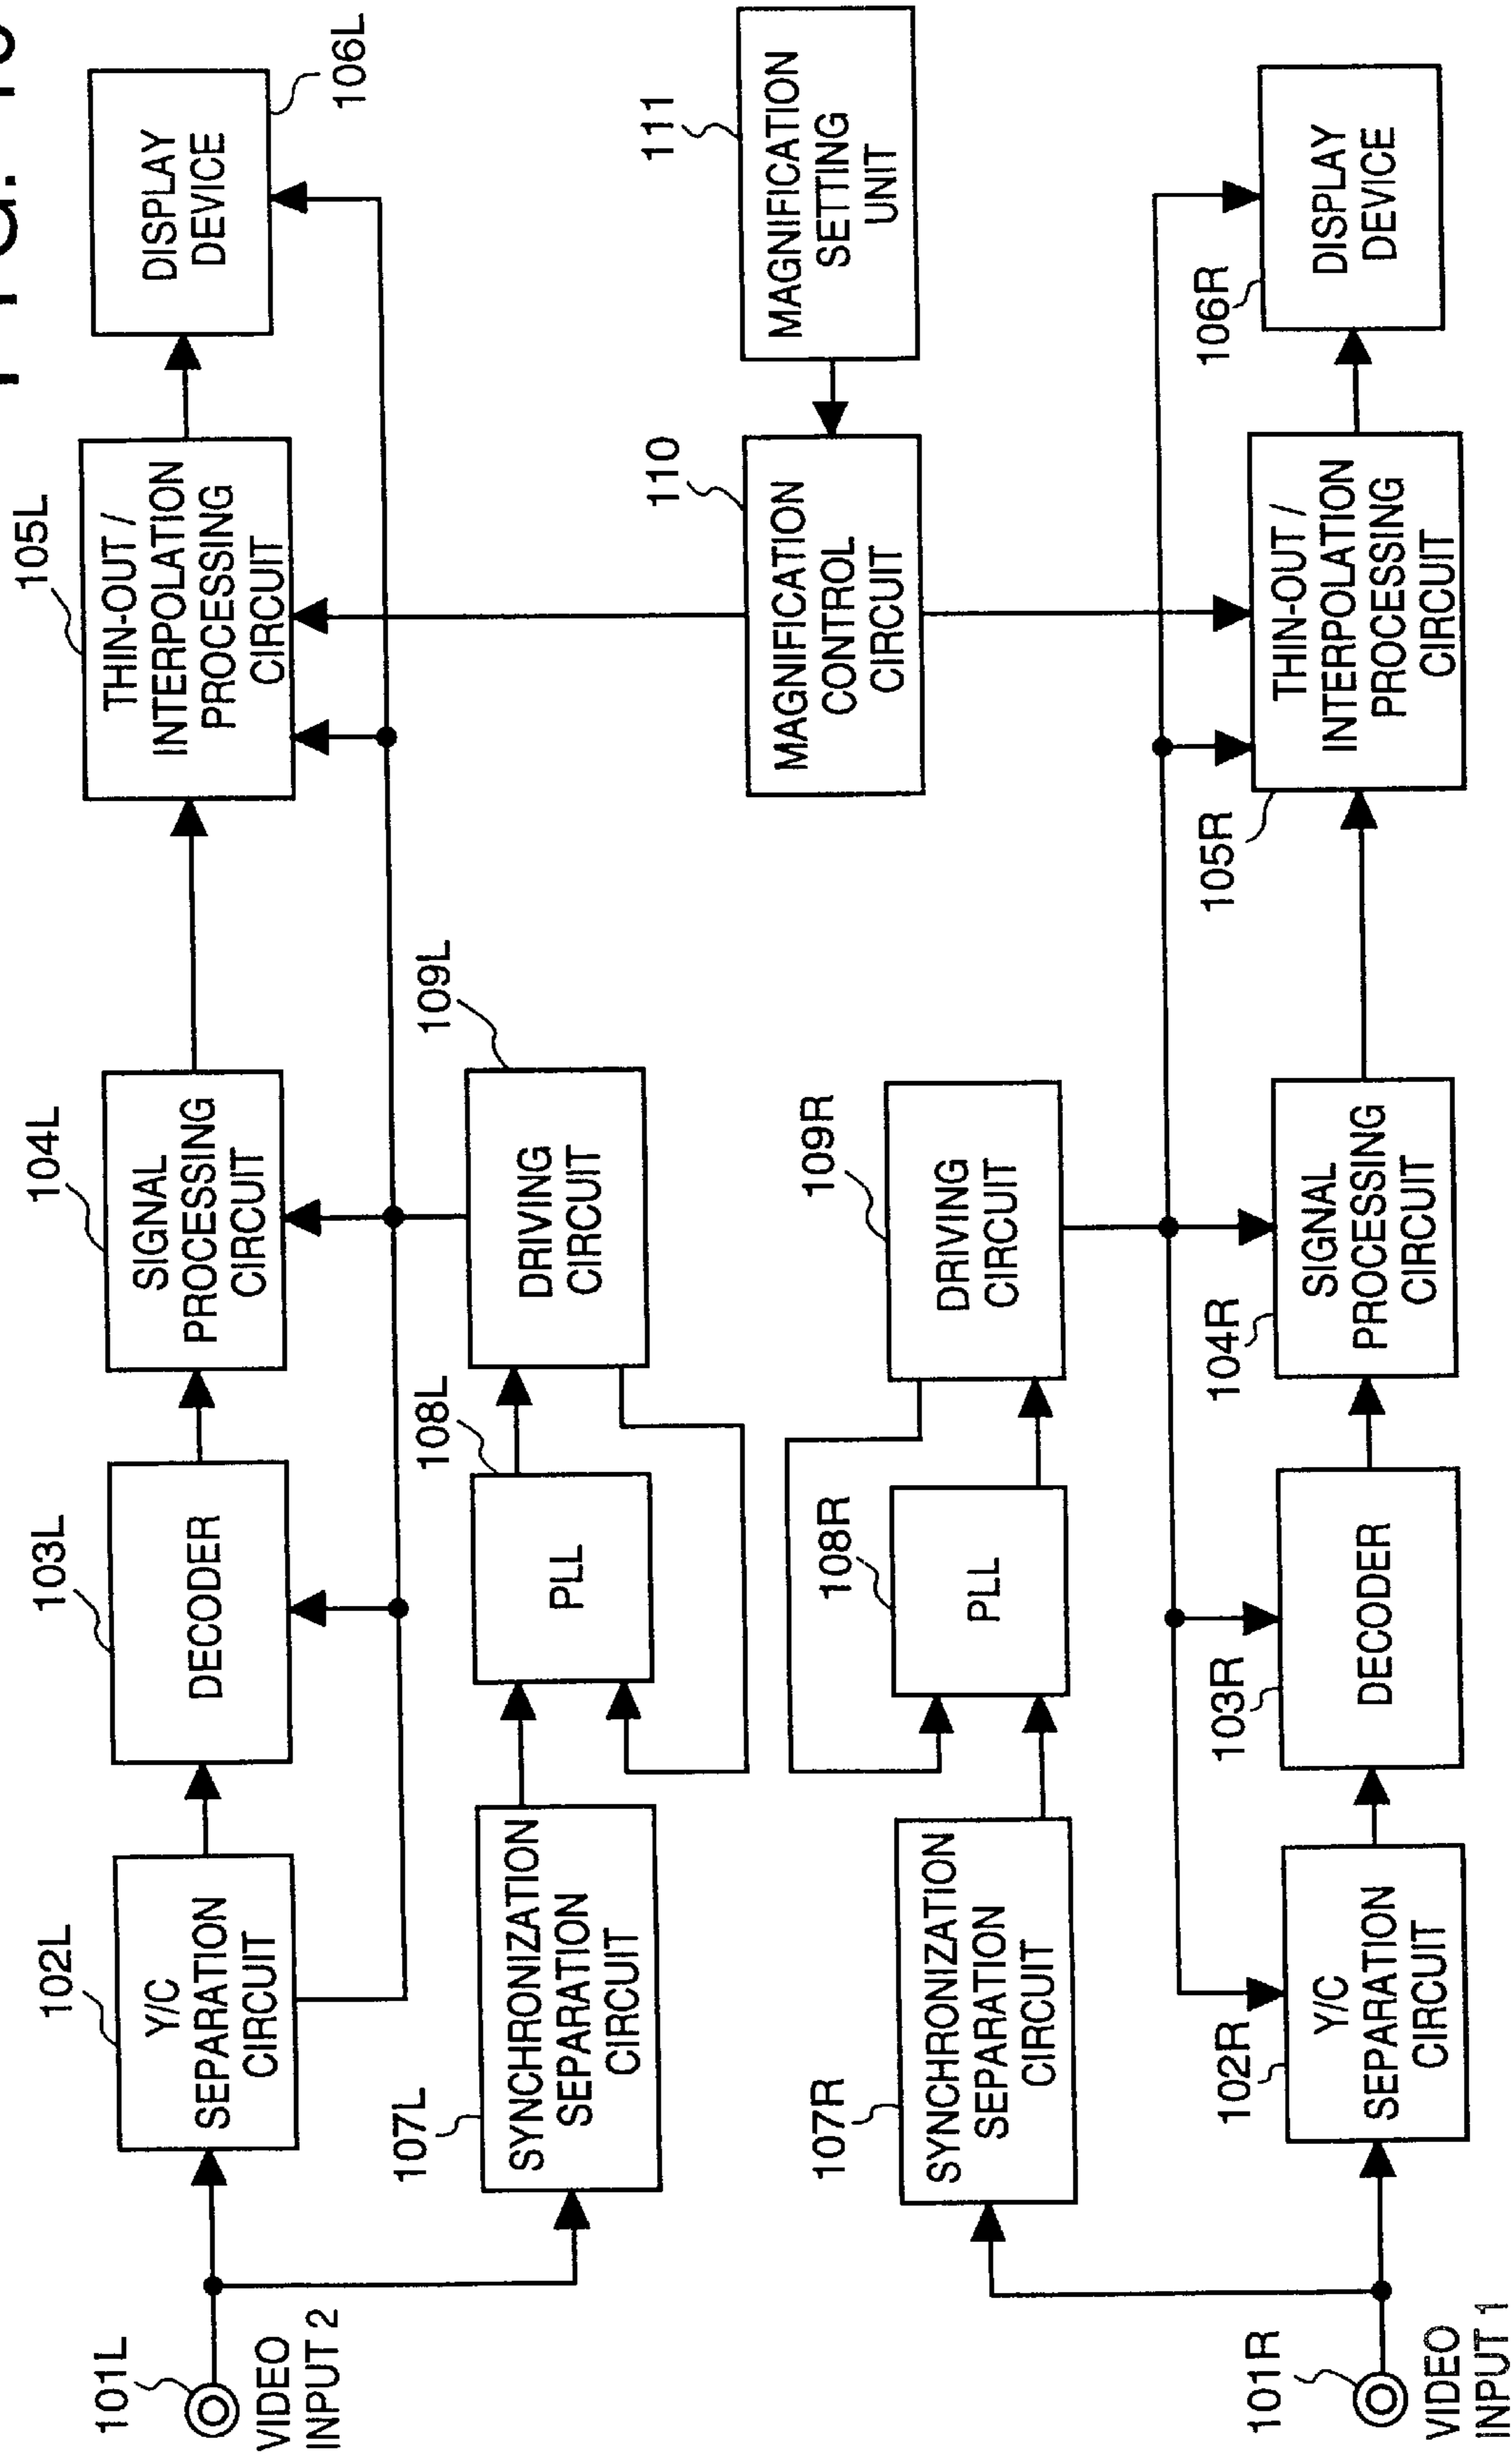 101L
VIDEO
INPUT 2
102L
Y/C
SEPARATION
CIRCUIT
103L
DECODER
104L
SIGNAL
PROCESSING
CIRCUIT
105L
THIN-OUT /
INTERPOLATION
PROCESSING
CIRCUIT
106L
DISPLAY
DEVICE
107L
SYNCHRONIZATION
SEPARATION
CIRCUIT
108L
PLL
109L
DRIVING
CIRCUIT
110
MAGNIFICATION
CONTROL
CIRCUIT
111
MAGNIFICATION
SETTING
UNIT
107R
SYNCHRONIZATION
SEPARATION
CIRCUIT
108R
PLL
109R
DRIVING
CIRCUIT
101R
VIDEO
INPUT 1
102R
Y/C
SEPARATION
CIRCUIT
103R
DECODER
104R
SIGNAL
PROCESSING
CIRCUIT
105R
THIN-OUT /
INTERPOLATION
PROCESSING
CIRCUIT
106R
DISPLAY
DEVICE